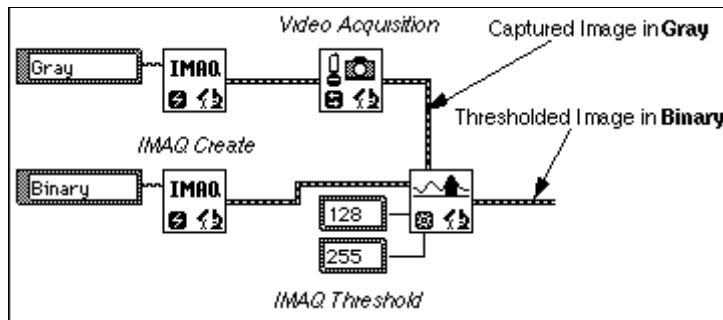 Video Acquisition
Captured Image in Gray
Gray
IMAQ
Thresholded Image in Binary
IMAQ Create
Binary
IMAQ
128
255
IMAQ Threshold